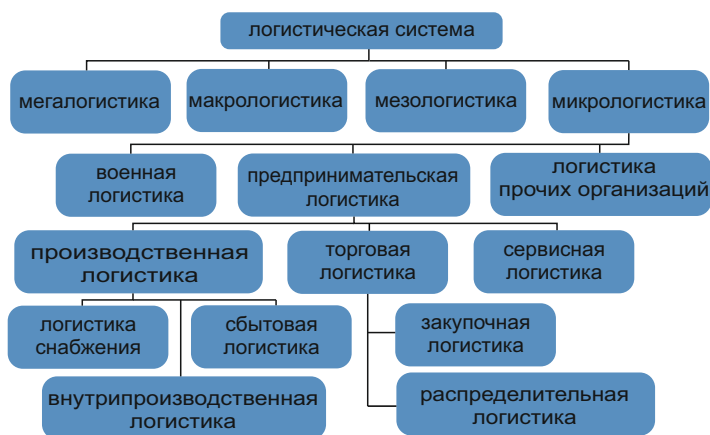 логистическая система
мегалогистика
макрологистика
мезологистика
микрологистика
военная
логистика
предпринимательская
логистика
логистика
прочих организаций
производственная
логистика
торговая
логистика
сервисная
логистика
логистика
снабжения
сбытовая
логистика
закупочная
логистика
внутрипроизводственная
логистика
распределительная
логистика